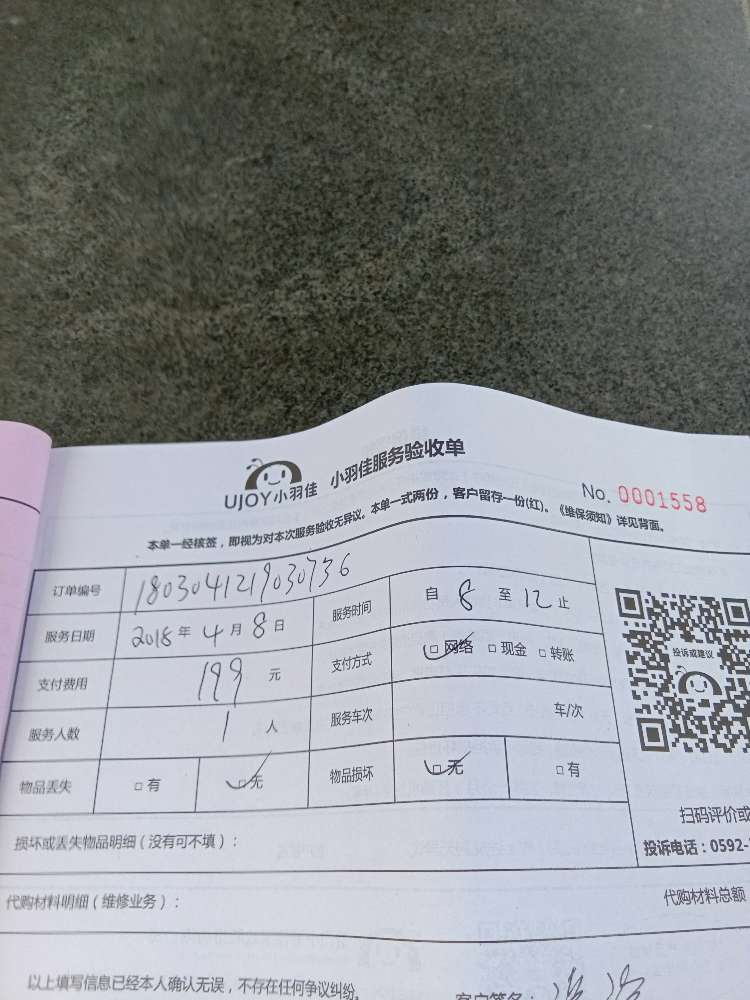 UJOY小羽佳 小羽佳服务验收单
No. 0001558
本单一经核签，即视为对本次服务验收无异议。本单一式两份，客户留存一份(红)。《维保须知》详见背面。
订单编号 1803041219030736
服务日期 2018年4月8日 服务时间 自 8 至 12 止
支付费用 199 元 支付方式 □网络 □现金 □转账
服务人数 1 人 服务车次 车/次
物品丢失 □有 □无 物品损坏 □无 □有
投诉或建议
扫码评价或
投诉电话：0592-
损坏或丢失物品明细（没有可不填）：
代购材料明细（维修业务）： 代购材料总额
以上填写信息已经本人确认无误，不存在任何争议纠纷。
客户签名：